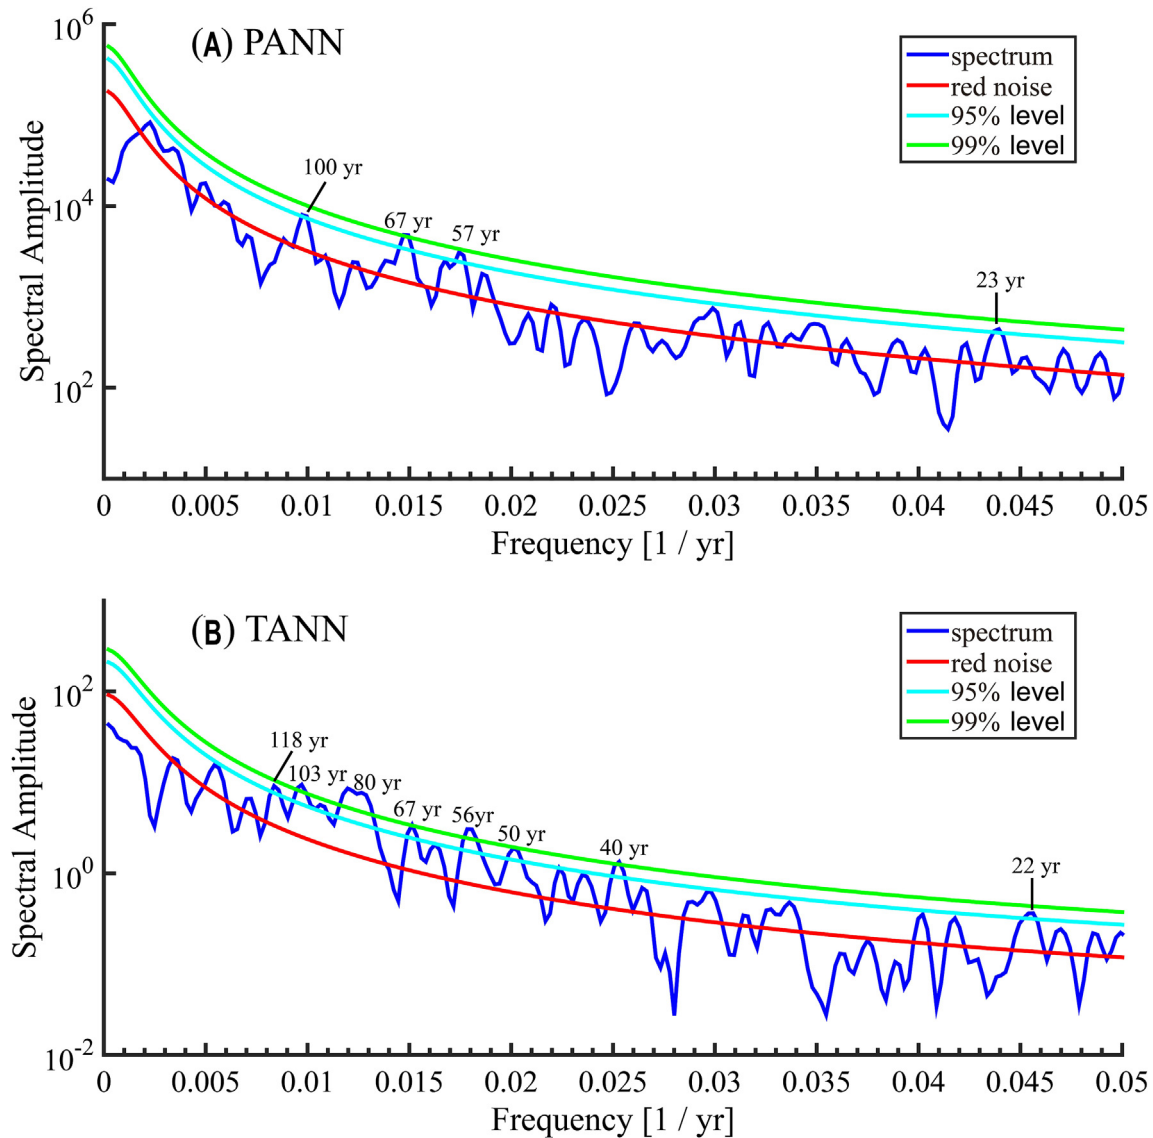 (A) PANN
spectrum
red noise
95% level
99% level
10^6
10^4
10^2
Spectral Amplitude
100 yr
67 yr
57 yr
23 yr
0 0.005 0.01 0.015 0.02 0.025 0.03 0.035 0.04 0.045 0.05
Frequency [1 / yr]
(B) TANN
spectrum
red noise
95% level
99% level
10^2
10^0
10^-2
Spectral Amplitude
118 yr
103 yr
80 yr
67 yr
56yr
50 yr
40 yr
22 yr
0 0.005 0.01 0.015 0.02 0.025 0.03 0.035 0.04 0.045 0.05
Frequency [1 / yr]